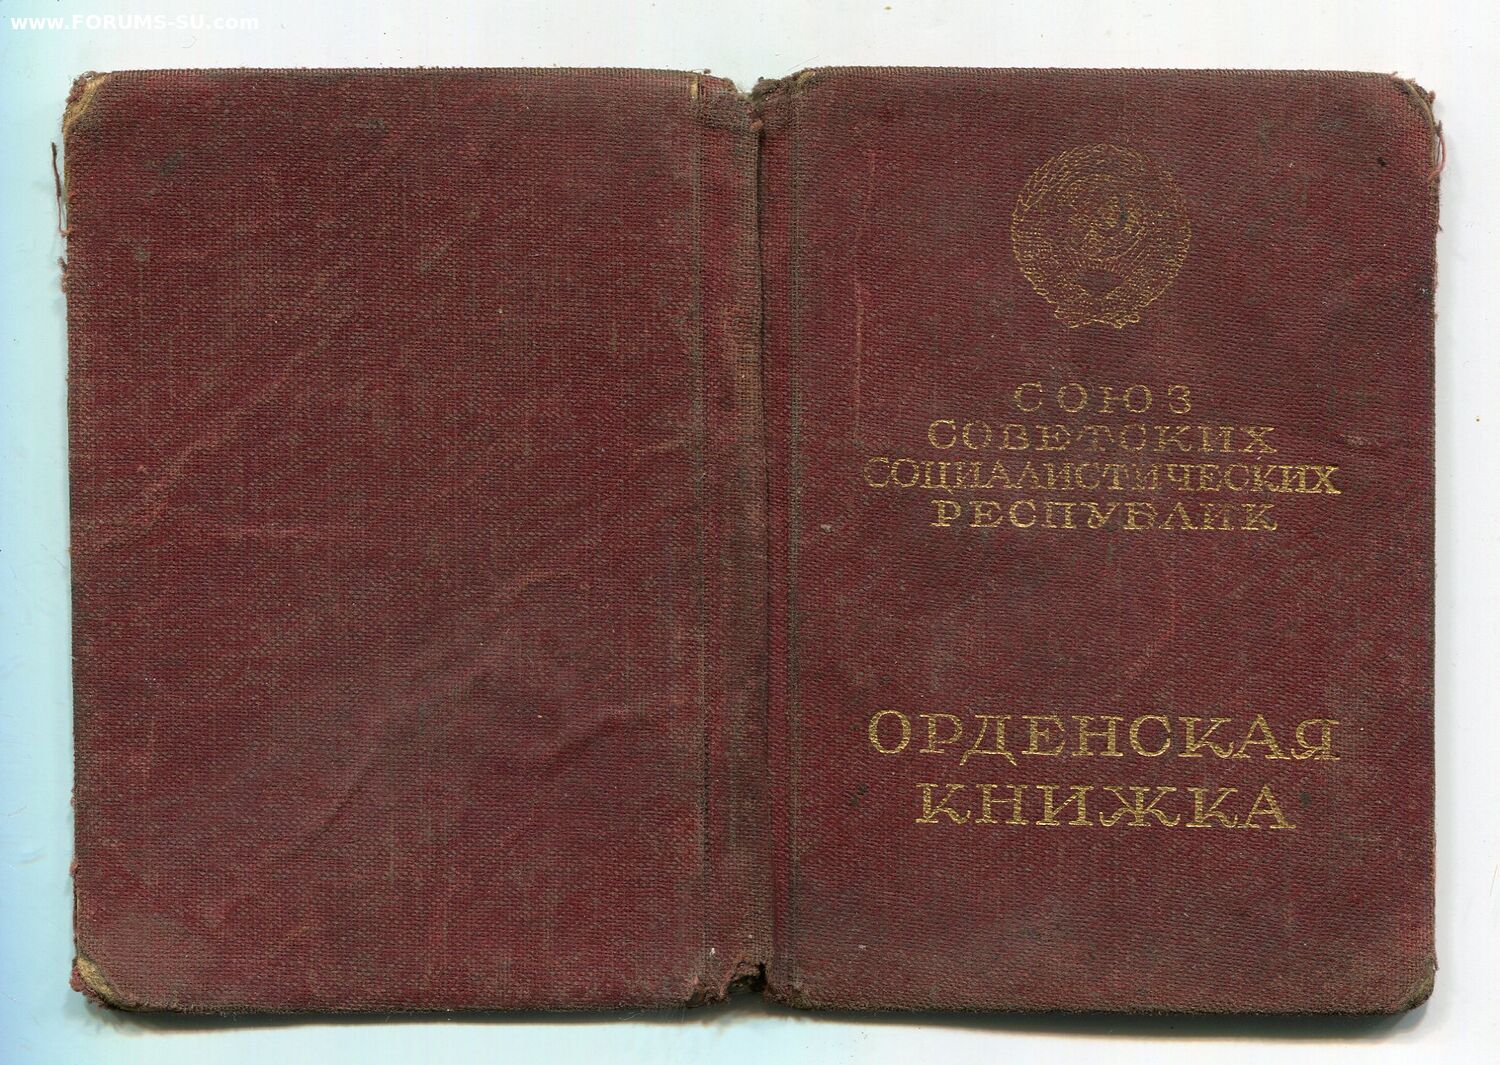 www.FORUMS-SU.com
СОЮЗ
СОВЕТСКИХ
СОЦИАЛИСТИЧЕСКИХ
РЕСПУБЛИК
ОРДЕНСКАЯ
КНИЖКА